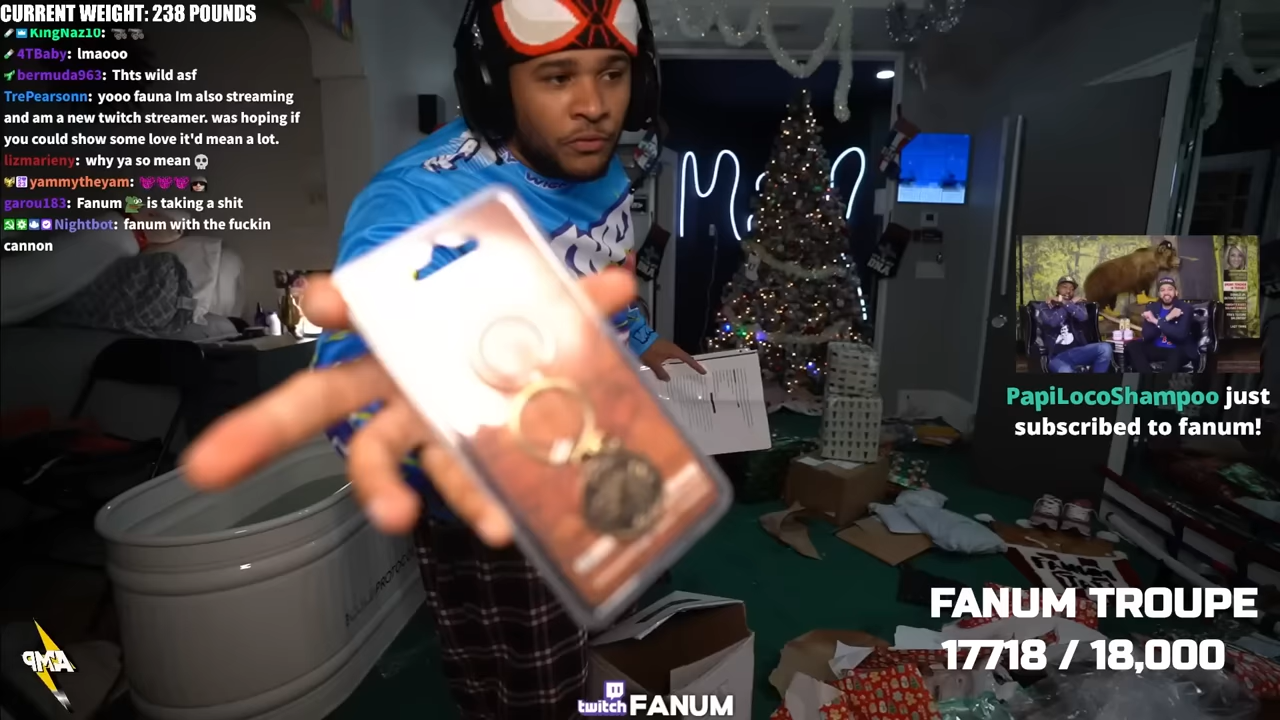 CURRENT WEIGHT: 238 POUNDS
KingNaz10:
4TBaby: lmaooo
bermuda963: Thts wild asf
TrePearsonn: yooo fauna Im also streaming
and am a new twitch streamer. was hoping if
you could show some love it'd mean a lot.
lizmarieny: why ya so mean 💀
yammytheyam: 😈😈😈
garou183: Fanum is taking a shit
Nightbot: fanum with the fuckin
cannon
PapiLocoShampoo just
subscribed to fanum!
FANUM TROUPE
17718 / 18,000
AMP
twitch FANUM